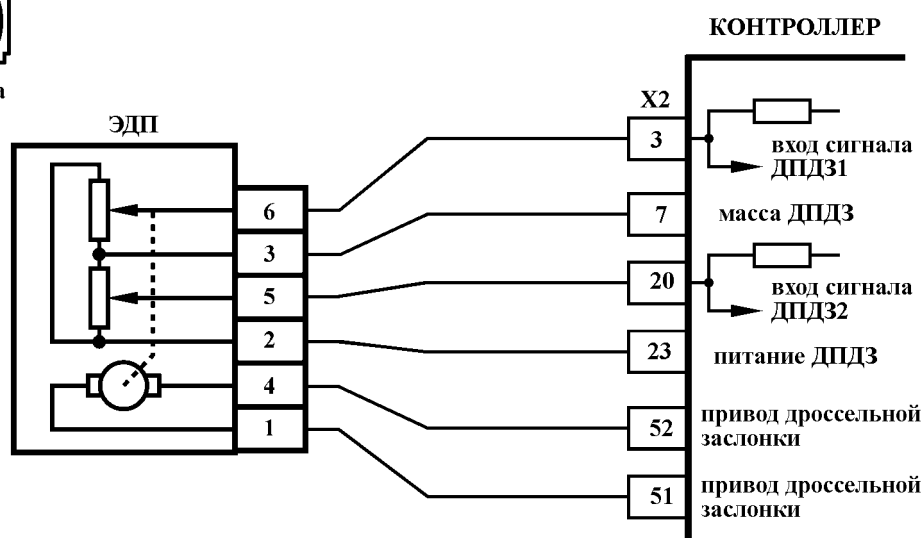 КОНТРОЛЛЕР
а
X2
ЭДП
3
вход сигнала
ДПДЗ1
6
7
масса ДПДЗ
3
5
20
вход сигнала
ДПДЗ2
2
23
питание ДПДЗ
4
52
привод дроссельной
заслонки
1
51
привод дроссельной
заслонки